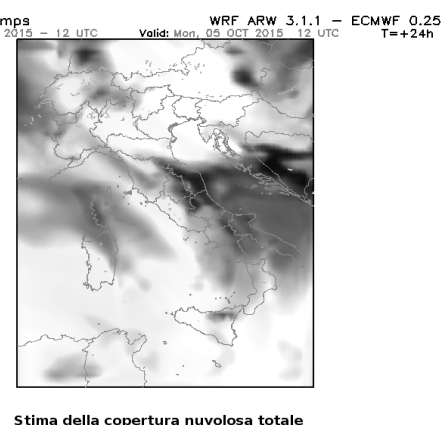 mps WRF ARW 3.1.1 – ECMWF 0.25
2015 – 12 UTC Valid: Mon, 05 OCT 2015 12 UTC T=+24h
Stima della copertura nuvolosa totale